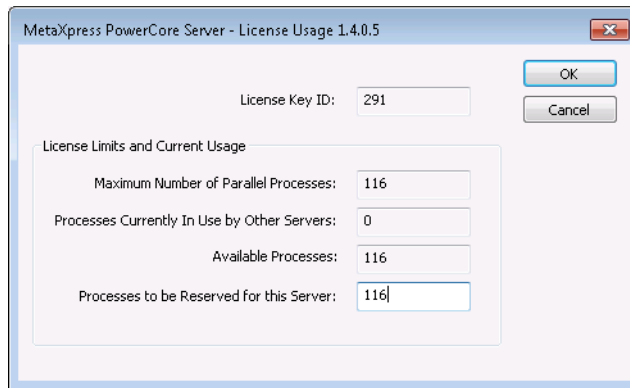 MetaXpress PowerCore Server - License Usage 1.4.0.5
OK
License Key ID: 291
Cancel
License Limits and Current Usage
Maximum Number of Parallel Processes: 116
Processes Currently In Use by Other Servers: 0
Available Processes: 116
Processes to be Reserved for this Server: 116